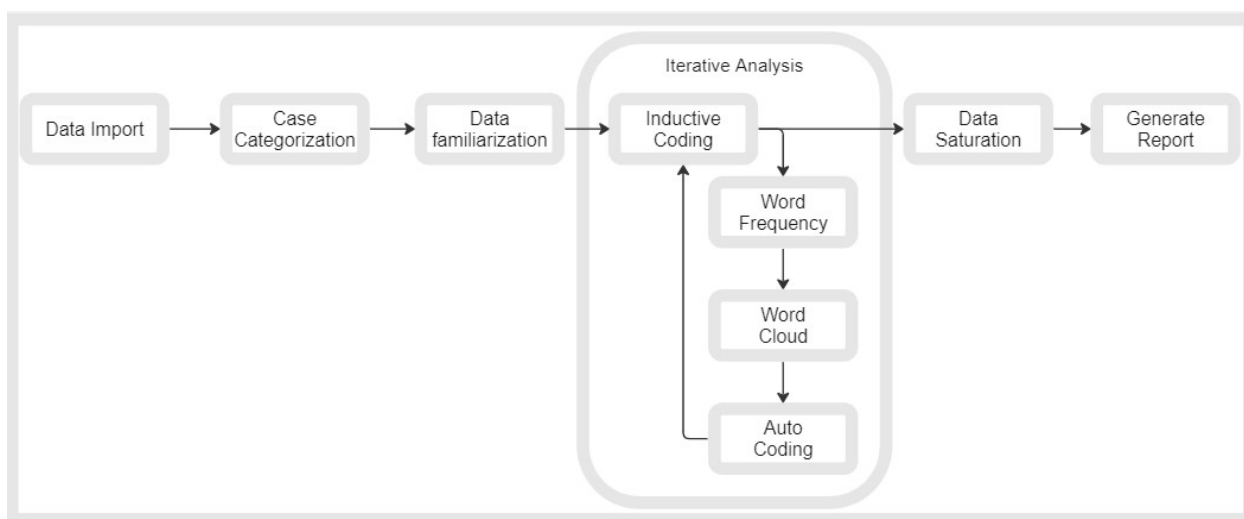 Iterative Analysis
Data Import
Case
Categorization
Data
familiarization
Inductive
Coding
Data
Saturation
Generate
Report
Word
Frequency
Word
Cloud
Auto
Coding